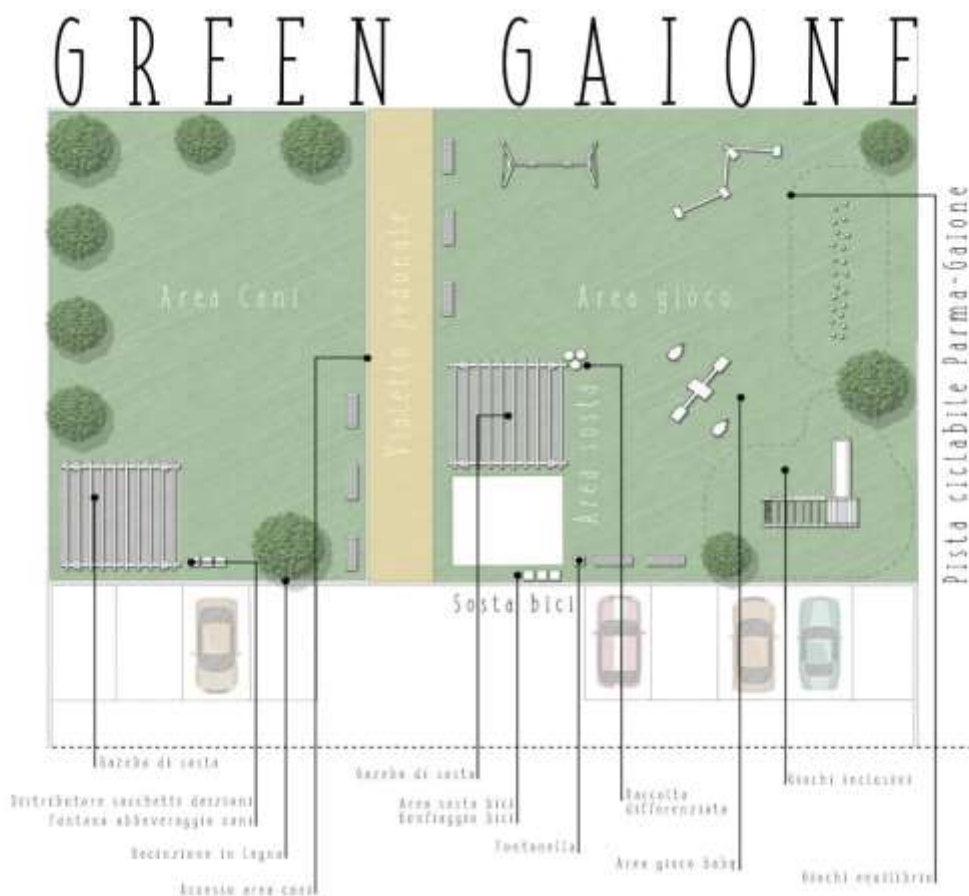 GREEN GAIONE
Area Cani
Vialetto pedonale
Area gioco
Area sosta
Pista ciclabile Parma-Gaione
Sosta bici
Gazebo di sosta
Gazebo di sosta
Giochi inclusivi
Distributore sacchetto deiezioni
Fontana abbeveraggio cani
Area sosta bici
Gonfiaggio bici
Raccolta
differenziata
Recinzione in legno
Fontanella
Area gioco baby
Accesso area cani
Giochi equilibrio